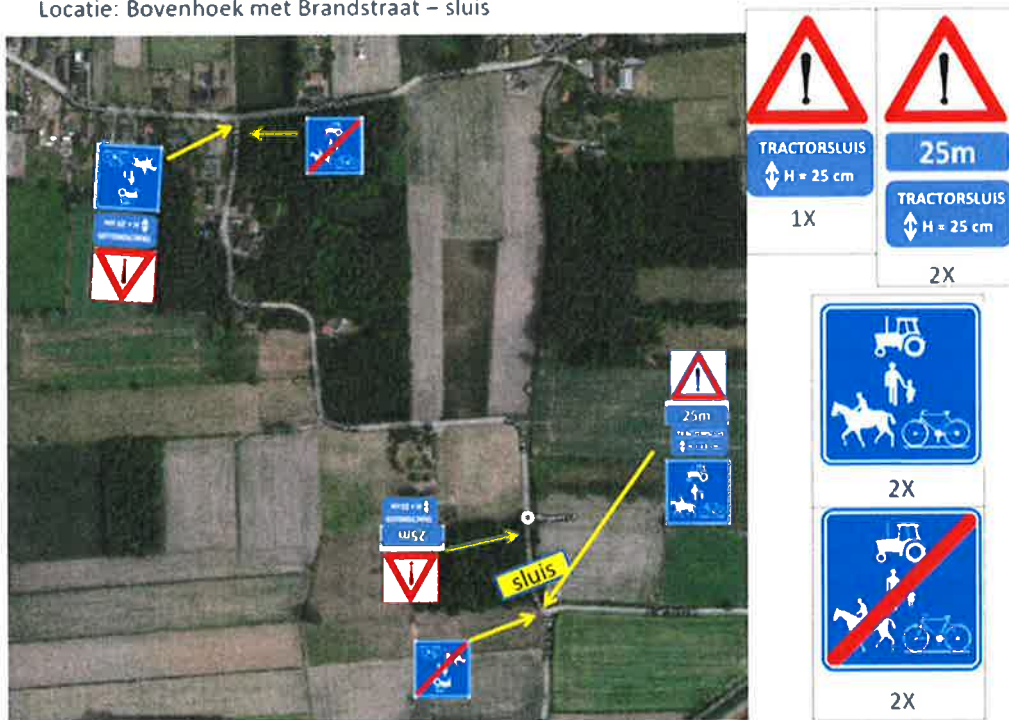 Locatie: Bovenhoek met Brandstraat – sluis
TRACTORSLUIS
H = 25 cm
1X
25m
TRACTORSLUIS
H = 25 cm
2X
2X
2X
25m
25m
sluis